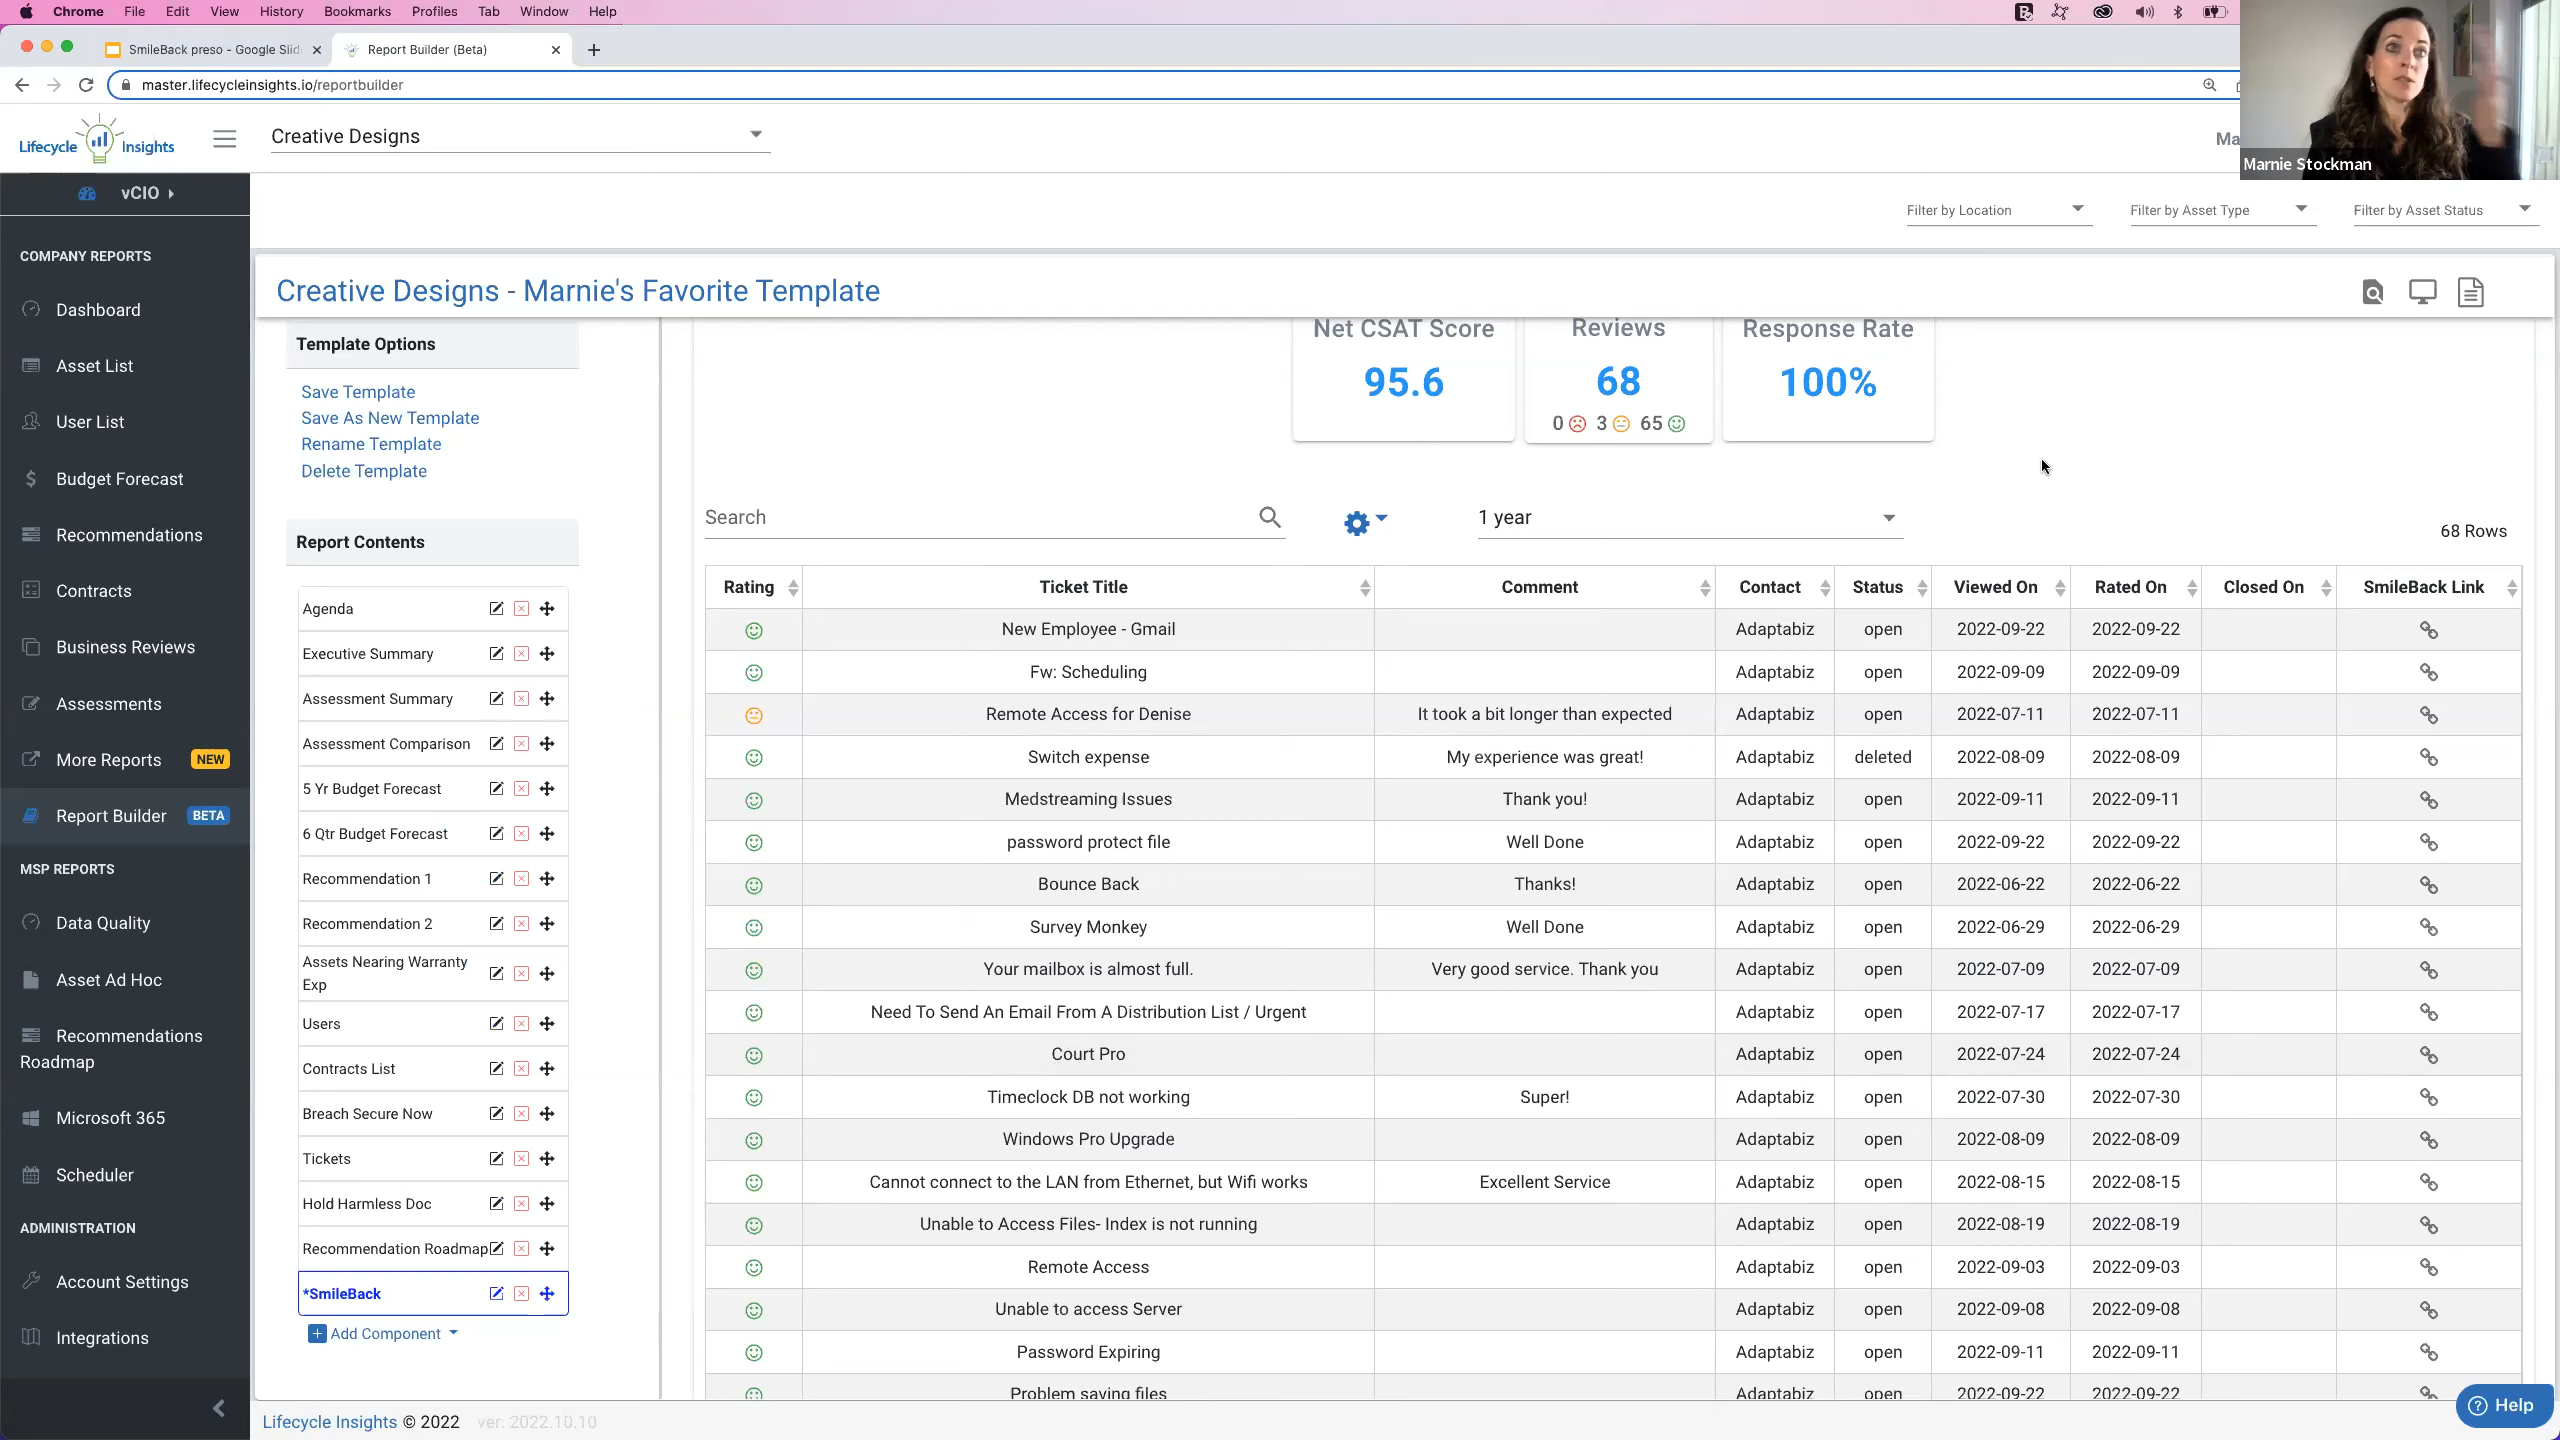 Chrome File Edit View History Bookmarks Profiles Tab Window Help
SmileBack preso - Google Slid
Report Builder (Beta)
master.lifecycleinsights.io/reportbuilder
Lifecycle Insights
Creative Designs
Ma
Marnie Stockman
vCIO
Filter by Location
Filter by Asset Type
Filter by Asset Status
COMPANY REPORTS
Dashboard
Asset List
User List
Budget Forecast
Recommendations
Contracts
Business Reviews
Assessments
More Reports NEW
Report Builder BETA
MSP REPORTS
Data Quality
Asset Ad Hoc
Recommendations
Roadmap
Microsoft 365
Scheduler
ADMINISTRATION
Account Settings
Integrations
Creative Designs - Marnie's Favorite Template
Template Options
Save Template
Save As New Template
Rename Template
Delete Template
Report Contents
Agenda
Executive Summary
Assessment Summary
Assessment Comparison
5 Yr Budget Forecast
6 Qtr Budget Forecast
Recommendation 1
Recommendation 2
Assets Nearing Warranty
Exp
Users
Contracts List
Breach Secure Now
Tickets
Hold Harmless Doc
Recommendation Roadmap
*SmileBack
Add Component
Net CSAT Score
95.6
Reviews
68
0 3 65
Response Rate
100%
Search
1 year
68 Rows
Rating Ticket Title Comment Contact Status Viewed On Rated On Closed On SmileBack Link
New Employee - Gmail Adaptabiz open 2022-09-22 2022-09-22
Fw: Scheduling Adaptabiz open 2022-09-09 2022-09-09
Remote Access for Denise It took a bit longer than expected Adaptabiz open 2022-07-11 2022-07-11
Switch expense My experience was great! Adaptabiz deleted 2022-08-09 2022-08-09
Medstreaming Issues Thank you! Adaptabiz open 2022-09-11 2022-09-11
password protect file Well Done Adaptabiz open 2022-09-22 2022-09-22
Bounce Back Thanks! Adaptabiz open 2022-06-22 2022-06-22
Survey Monkey Well Done Adaptabiz open 2022-06-29 2022-06-29
Your mailbox is almost full. Very good service. Thank you Adaptabiz open 2022-07-09 2022-07-09
Need To Send An Email From A Distribution List / Urgent Adaptabiz open 2022-07-17 2022-07-17
Court Pro Adaptabiz open 2022-07-24 2022-07-24
Timeclock DB not working Super! Adaptabiz open 2022-07-30 2022-07-30
Windows Pro Upgrade Adaptabiz open 2022-08-09 2022-08-09
Cannot connect to the LAN from Ethernet, but Wifi works Excellent Service Adaptabiz open 2022-08-15 2022-08-15
Unable to Access Files- Index is not running Adaptabiz open 2022-08-19 2022-08-19
Remote Access Adaptabiz open 2022-09-03 2022-09-03
Unable to access Server Adaptabiz open 2022-09-08 2022-09-08
Password Expiring Adaptabiz open 2022-09-11 2022-09-11
Problem saving files Adaptabiz open 2022-09-22 2022-09-22
Lifecycle Insights © 2022 ver: 2022.10.10
Help